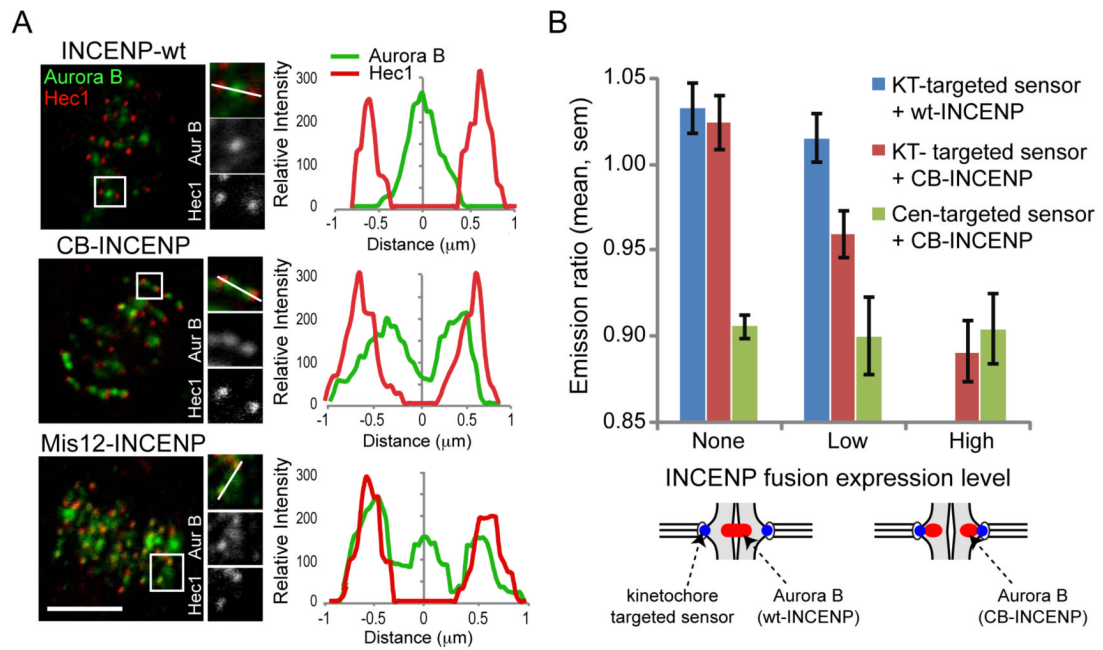 A
INCENP-wt
Aurora B
Hec1
Aur B
Hec1
Aurora B
Hec1
Relative Intensity
300
200
100
0
-1 -0.5 0 0.5 1
Distance (μm)
CB-INCENP
Aur B
Hec1
Relative Intensity
300
200
100
0
-1 -0.5 0 0.5 1
Distance (μm)
Mis12-INCENP
Aur B
Hec1
Relative Intensity
300
200
100
0
-1 -0.5 0 0.5 1
Distance (μm)
B
Emission ratio (mean, sem)
1.05
1.00
0.95
0.90
0.85
KT-targeted sensor
+ wt-INCENP
KT- targeted sensor
+ CB-INCENP
Cen-targeted sensor
+ CB-INCENP
None Low High
INCENP fusion expression level
kinetochore
targeted sensor
Aurora B
(wt-INCENP)
Aurora B
(CB-INCENP)